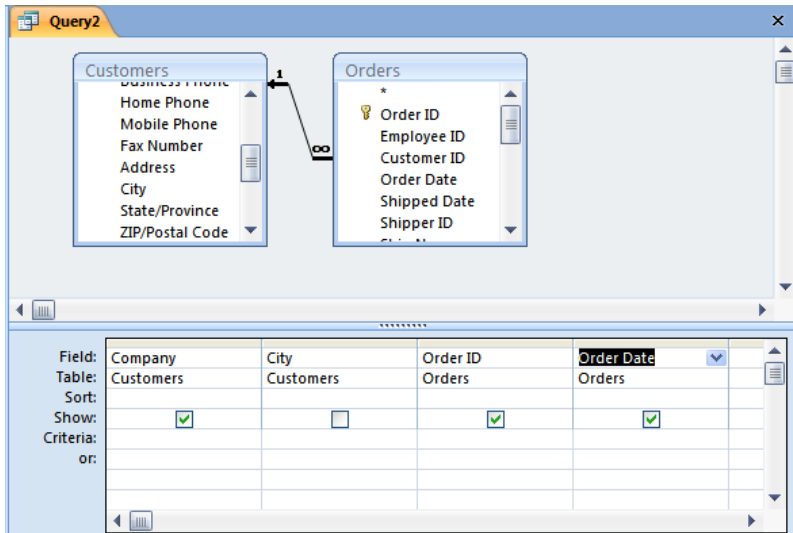 Query2
Customers
1
Orders
Business Phone
*
Home Phone
Order ID
Mobile Phone
Employee ID
Fax Number
∞
Customer ID
Address
Order Date
City
Shipped Date
State/Province
Shipper ID
ZIP/Postal Code
Field: Company City Order ID Order Date
Table: Customers Customers Orders Orders
Sort:
Show:
Criteria:
or: